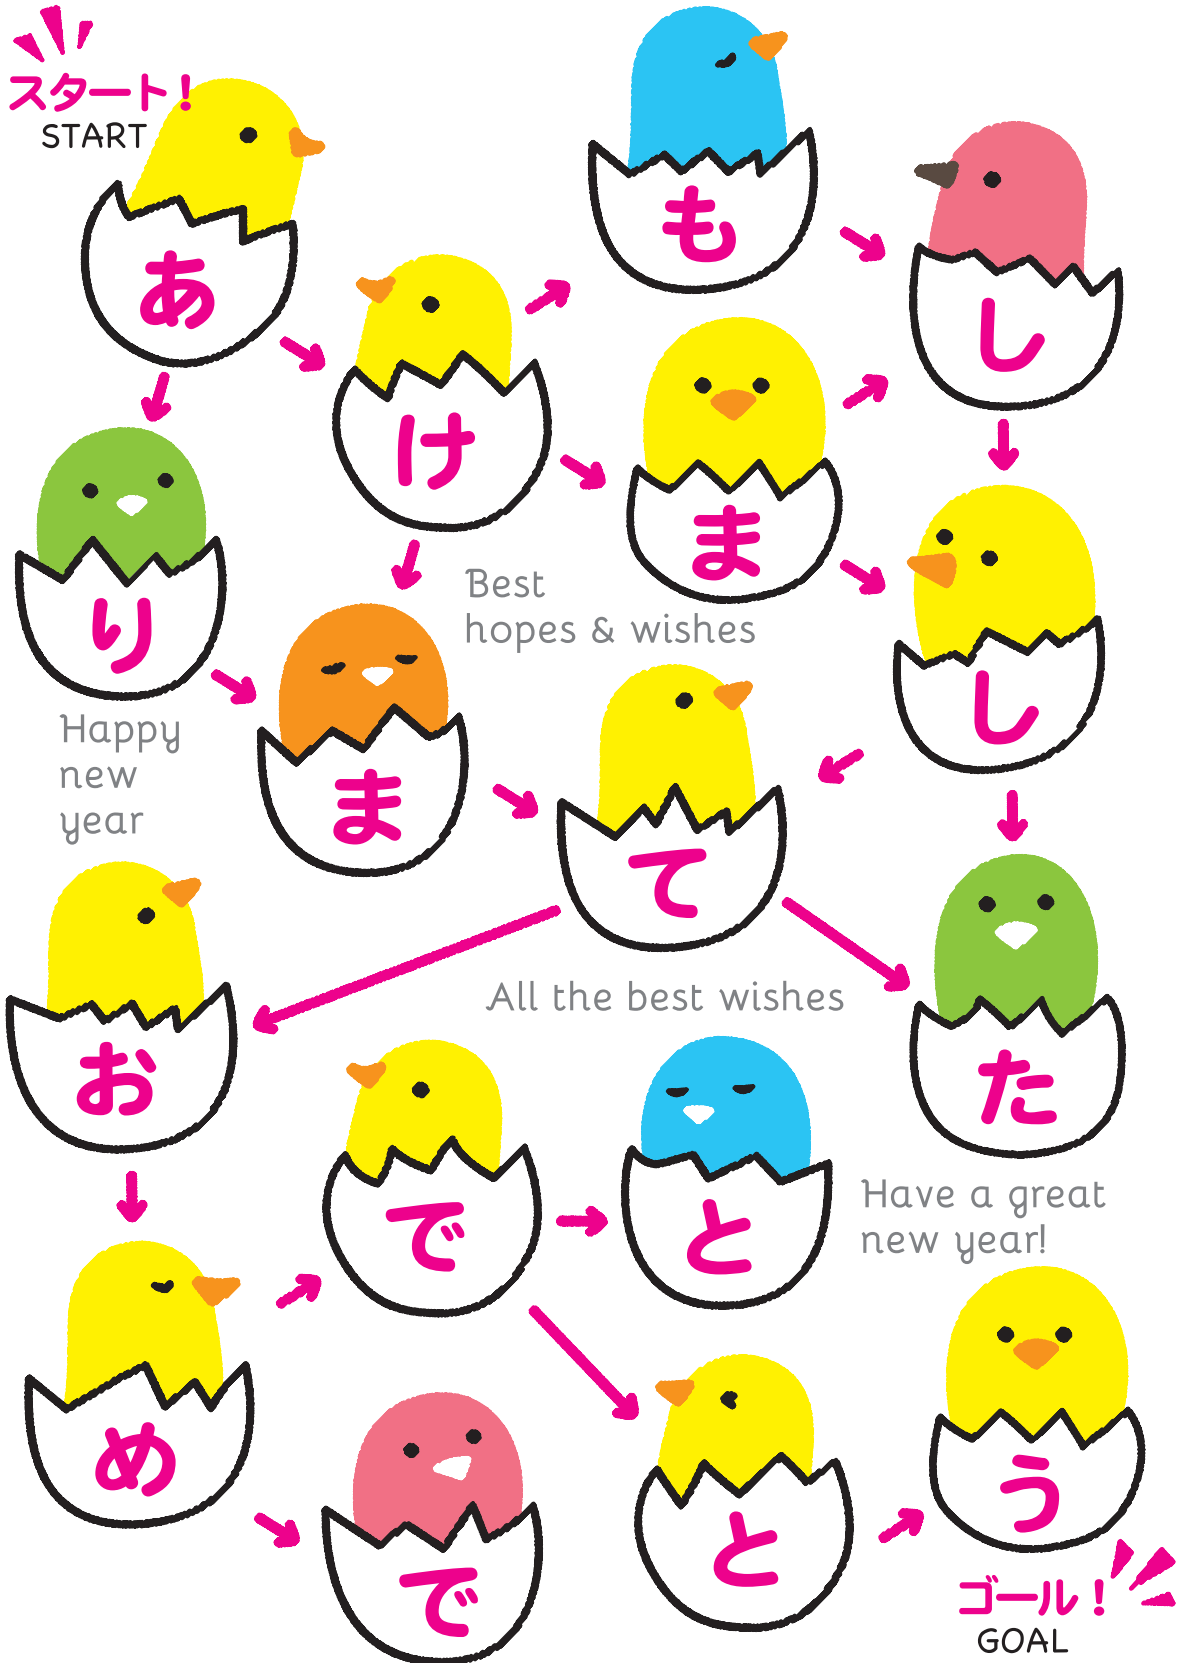 スタート!
START
あ
も
し
け
ま
り
し
Best
hopes & wishes
ま
Happy
new
year
て
All the best wishes
お
た
で
と
Have a great
new year!
め
と
う
で
ゴール!
GOAL